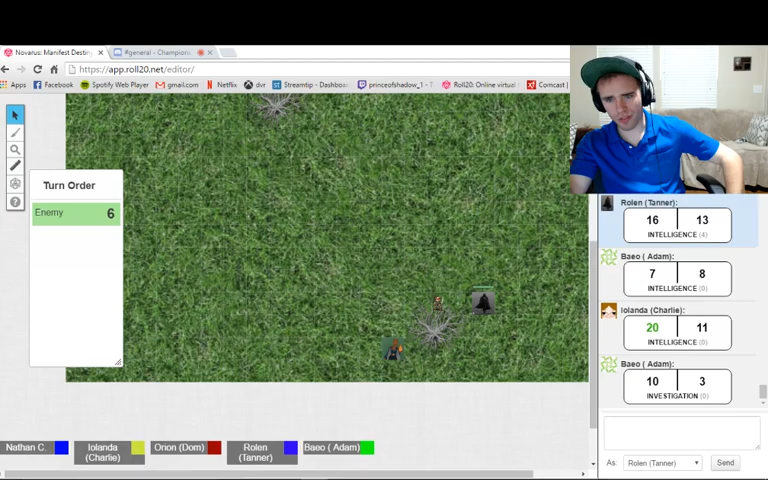 Novarus: Manifest Destin
#general - Champions
https://app.roll20.net/editor/
Apps
Facebook
Spotify Web Player
gmail.com
Netflix
dvr
Streamtip - Dashboa
princeofshadow_1 - T
Roll20: Online virtual
Comcast
Turn Order
Enemy 6
Rolen (Tanner):
16 13
INTELLIGENCE (4)
Baeo ( Adam):
7 8
INTELLIGENCE (0)
Iolanda (Charlie):
20 11
INTELLIGENCE (0)
Baeo ( Adam):
10 3
INVESTIGATION (0)
Nathan C.
Iolanda
(Charlie)
Orion (Dom)
Rolen
(Tanner)
Baeo ( Adam)
As: Rolen (Tanner) Send